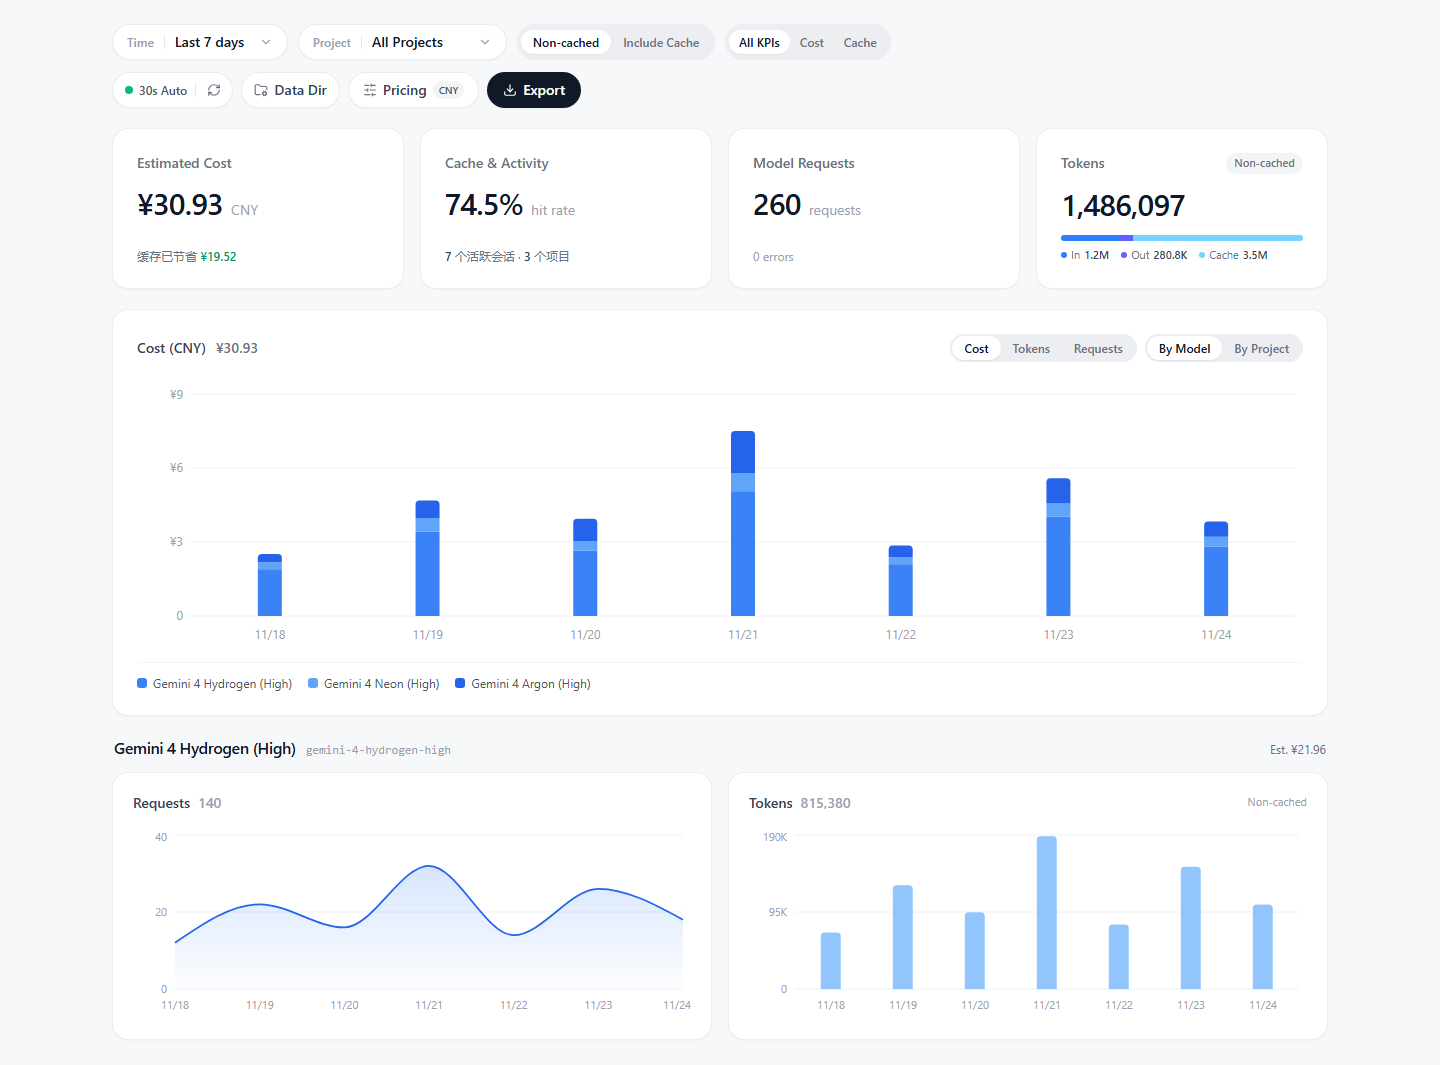 Time Last 7 days Project All Projects Non-cached Include Cache All KPIs Cost Cache
30s Auto Data Dir Pricing CNY Export
Estimated Cost
¥30.93 CNY
缓存已节省 ¥19.52
Cache & Activity
74.5% hit rate
7 个活跃会话 · 3 个项目
Model Requests
260 requests
0 errors
Tokens Non-cached
1,486,097
In 1.2M Out 280.8K Cache 3.5M
Cost (CNY) ¥30.93 Cost Tokens Requests By Model By Project
¥9
¥6
¥3
0
11/18 11/19 11/20 11/21 11/22 11/23 11/24
Gemini 4 Hydrogen (High) Gemini 4 Neon (High) Gemini 4 Argon (High)
Gemini 4 Hydrogen (High) gemini-4-hydrogen-high Est. ¥21.96
Requests 140
40
20
0
11/18 11/19 11/20 11/21 11/22 11/23 11/24
Tokens 815,380 Non-cached
190K
95K
0
11/18 11/19 11/20 11/21 11/22 11/23 11/24